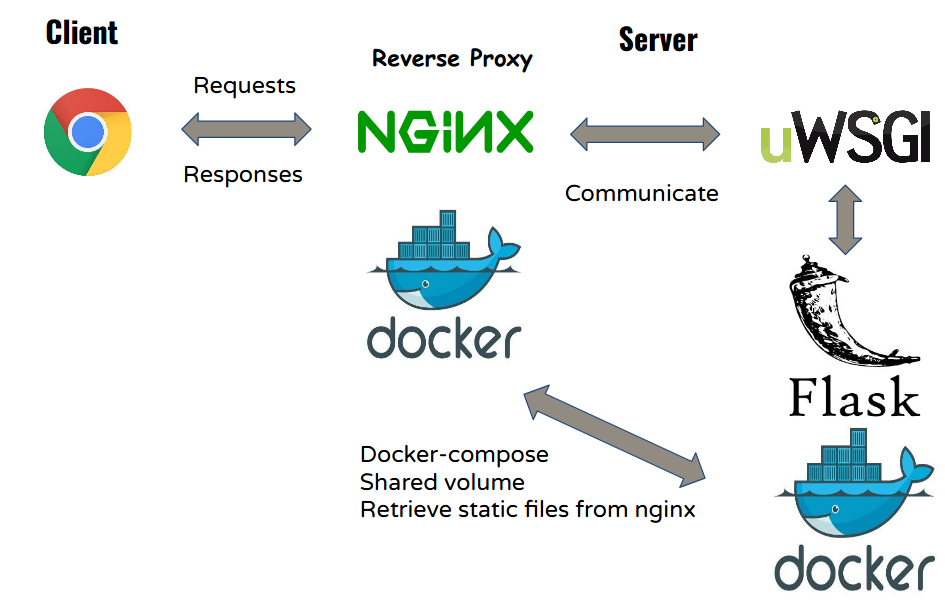 Client
Server
Reverse Proxy
Requests
NGINX
uWSGI
Responses
Communicate
docker
Flask
Docker-compose
Shared volume
Retrieve static files from nginx
docker